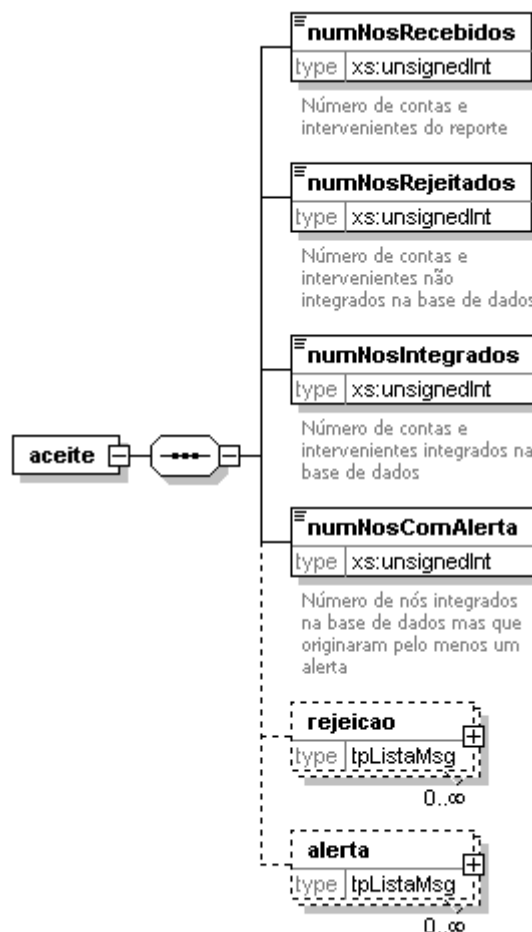 numNosRecebidos
type xs:unsignedInt
Número de contas e
intervenientes do reporte
numNosRejeitados
type xs:unsignedInt
Número de contas e
intervenientes não
integrados na base de dados
numNosIntegrados
type xs:unsignedInt
Número de contas e
intervenientes integrados na
base de dados
aceite
numNosComAlerta
type xs:unsignedInt
Número de nós integrados
na base de dados mas que
originaram pelo menos um
alerta
rejeicao
type tpListaMsg
0..∞
alerta
type tpListaMsg
0..∞